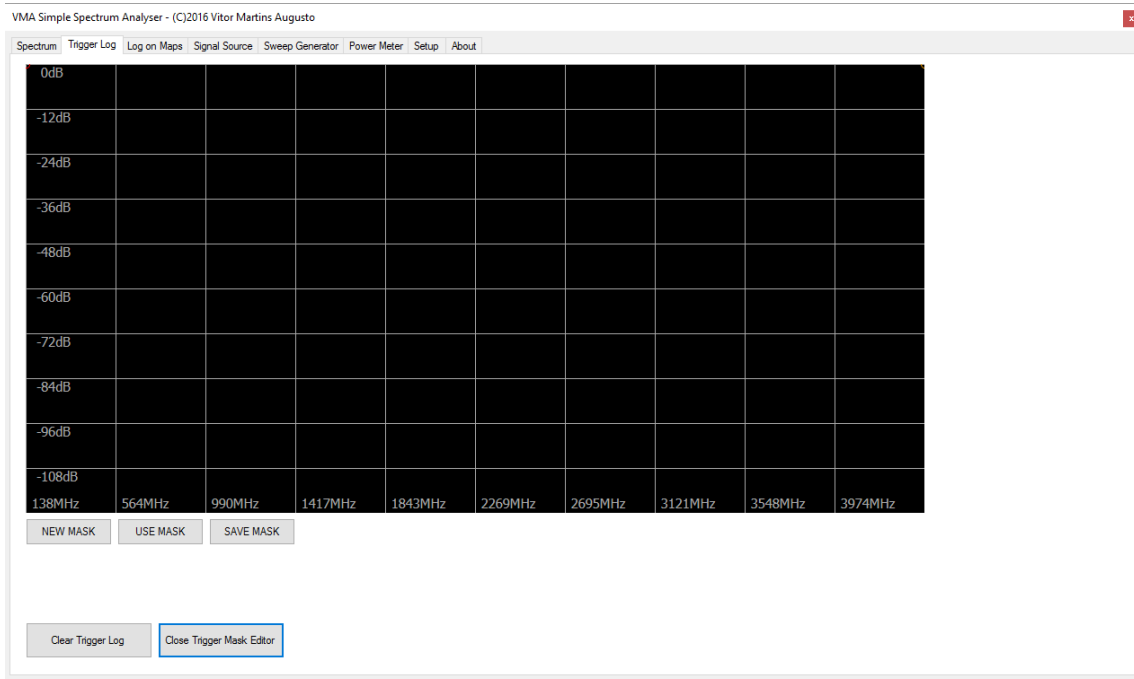 VMA Simple Spectrum Analyser - (C)2016 Vitor Martins Augusto
x
Spectrum Trigger Log Log on Maps Signal Source Sweep Generator Power Meter Setup About
0dB
-12dB
-24dB
-36dB
-48dB
-60dB
-72dB
-84dB
-96dB
-108dB
138MHz 564MHz 990MHz 1417MHz 1843MHz 2269MHz 2695MHz 3121MHz 3548MHz 3974MHz
NEW MASK USE MASK SAVE MASK
Clear Trigger Log Close Trigger Mask Editor